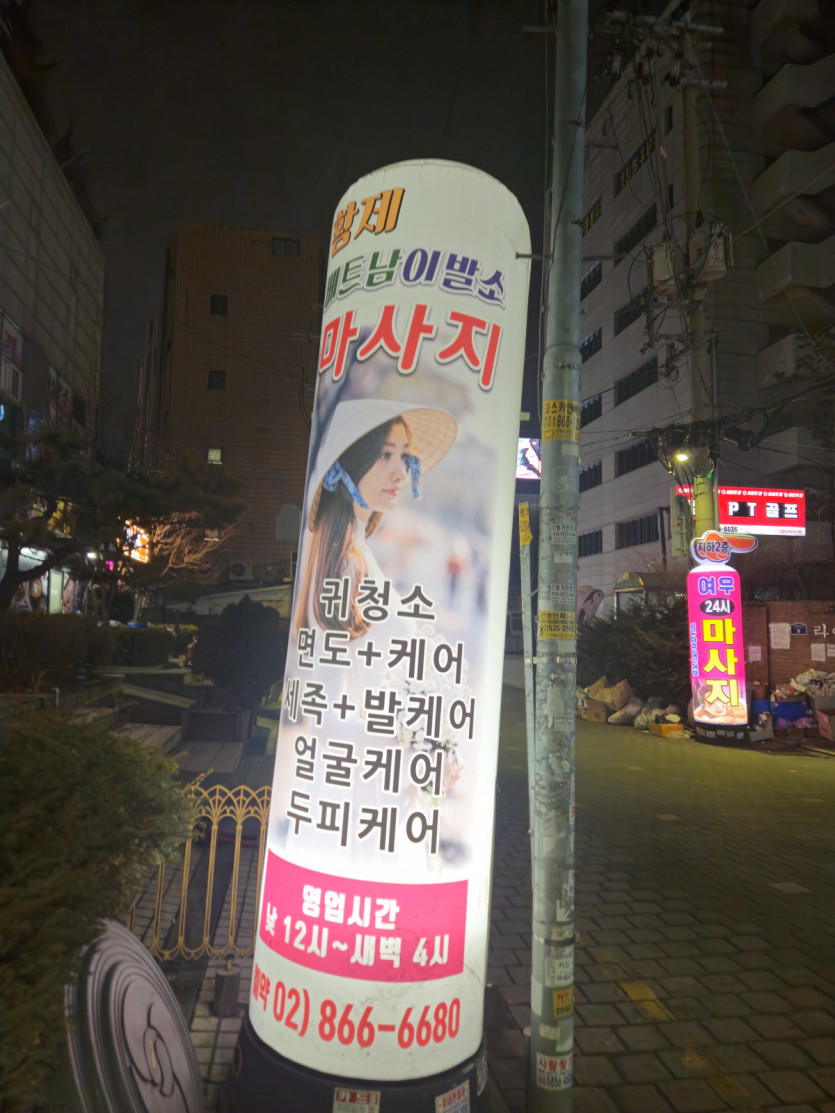 황제
베트남이발소
마사지
귀청소
면도+케어
세족+발케어
얼굴케어
두피케어
영업시간
낮 12시~새벽 4시
예약 02) 866-6680
PT 골프
지하2층
여우
24시
마사지